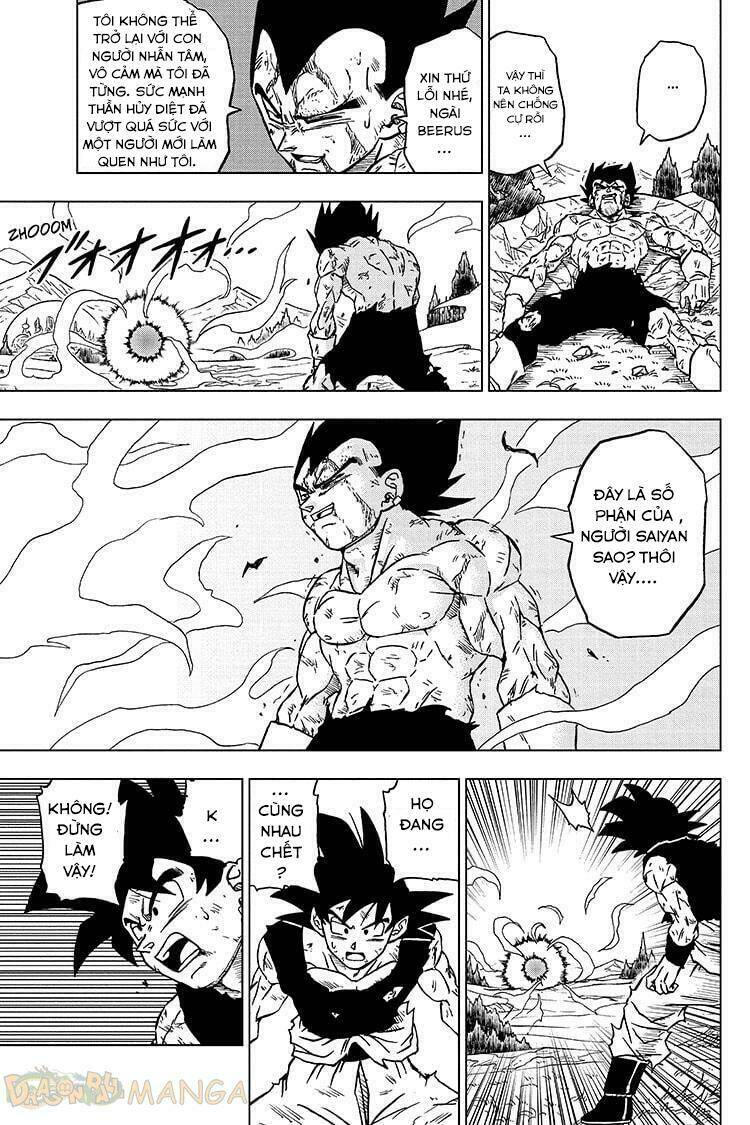 ...
VẬY THÌ
TA KHÔNG
NÊN CHỐNG
CỰ RỒI
...
XIN THỨ
LỖI NHÉ,
NGÀI
BEERUS
TÔI KHÔNG THỂ
TRỞ LẠI VỚI CON
NGƯỜI NHẪN TÂM,
VÔ CẢM MÀ TÔI ĐÃ
TỪNG. SỨC MẠNH
THẦN HỦY DIỆT ĐÃ
VƯỢT QUÁ SỨC VỚI
MỘT NGƯỜI MỚI LÀM
QUEN NHƯ TÔI.
ZHOOOM!
ズオオオオ...
ĐÂY LÀ SỐ
PHẬN CỦA ,
NGƯỜI SAIYAN
SAO? THÔI
VẬY....
HỌ
ĐANG
...
...
CÙNG
NHAU
CHẾT
?
K
...
KHÔNG!
ĐỪNG
LÀM
VẬY!
DRAGON BALL MANGA